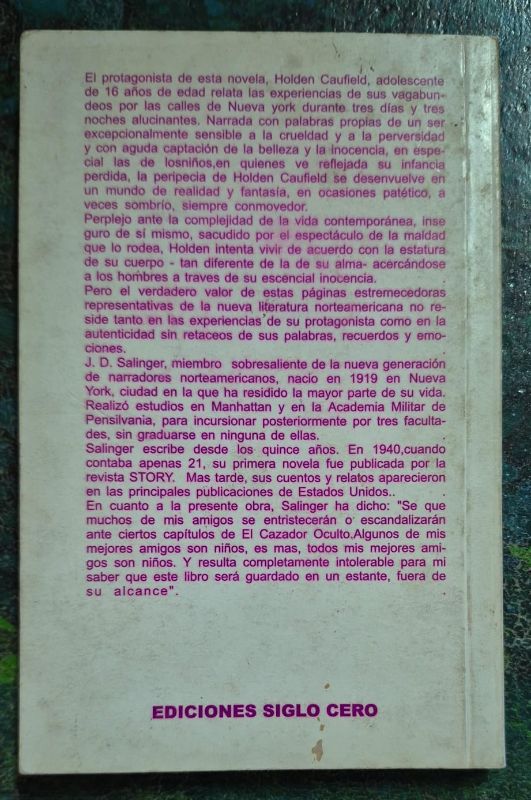 El protagonista de esta novela, Holden Caufield, adolescente
de 16 años de edad relata las experiencias de sus vagabun-
deos por las calles de Nueva york durante tres días y tres
noches alucinantes. Narrada con palabras propias de un ser
excepcionalmente sensible a la crueldad y a la perversidad
y con aguda captación de la belleza y la inocencia, en espe-
cial las de losniños,en quienes ve reflejada su infancia
perdida, la peripecia de Holden Caufield se desenvuelve en
un mundo de realidad y fantasía, en ocasiones patético, a
veces sombrío, siempre conmovedor.
Perplejo ante la complejidad de la vida contemporánea, inse
guro de sí mismo, sacudido por el espectáculo de la maldad
que lo rodea, Holden intenta vivir de acuerdo con la estatura
de su cuerpo - tan diferente de la de su alma- acercándose
a los hombres a traves de su escencial inocencia.
Pero el verdadero valor de estas páginas estremecedoras
representativas de la nueva literatura norteamericana no re-
side tanto en las experiencias de su protagonista como en la
autenticidad sin retaceos de sus palabras, recuerdos y emo-
ciones.
J. D. Salinger, miembro sobresaliente de la nueva generación
de narradores norteamericanos, nacio en 1919 en Nueva
York, ciudad en la que ha residido la mayor parte de su vida.
Realizó estudios en Manhattan y en la Academia Militar de
Pensilvania, para incursionar posteriormente por tres faculta-
des, sin graduarse en ninguna de ellas.
Salinger escribe desde los quince años. En 1940,cuando
contaba apenas 21, su primera novela fue publicada por la
revista STORY. Mas tarde, sus cuentos y relatos aparecieron
en las principales publicaciones de Estados Unidos..
En cuanto a la presente obra, Salinger ha dicho: "Se que
muchos de mis amigos se entristecerán o escandalizarán
ante ciertos capítulos de El Cazador Oculto.Algunos de mis
mejores amigos son niños, es mas, todos mis mejores ami-
gos son niños. Y resulta completamente intolerable para mi
saber que este libro será guardado en un estante, fuera de
su alcance".
EDICIONES SIGLO CERO